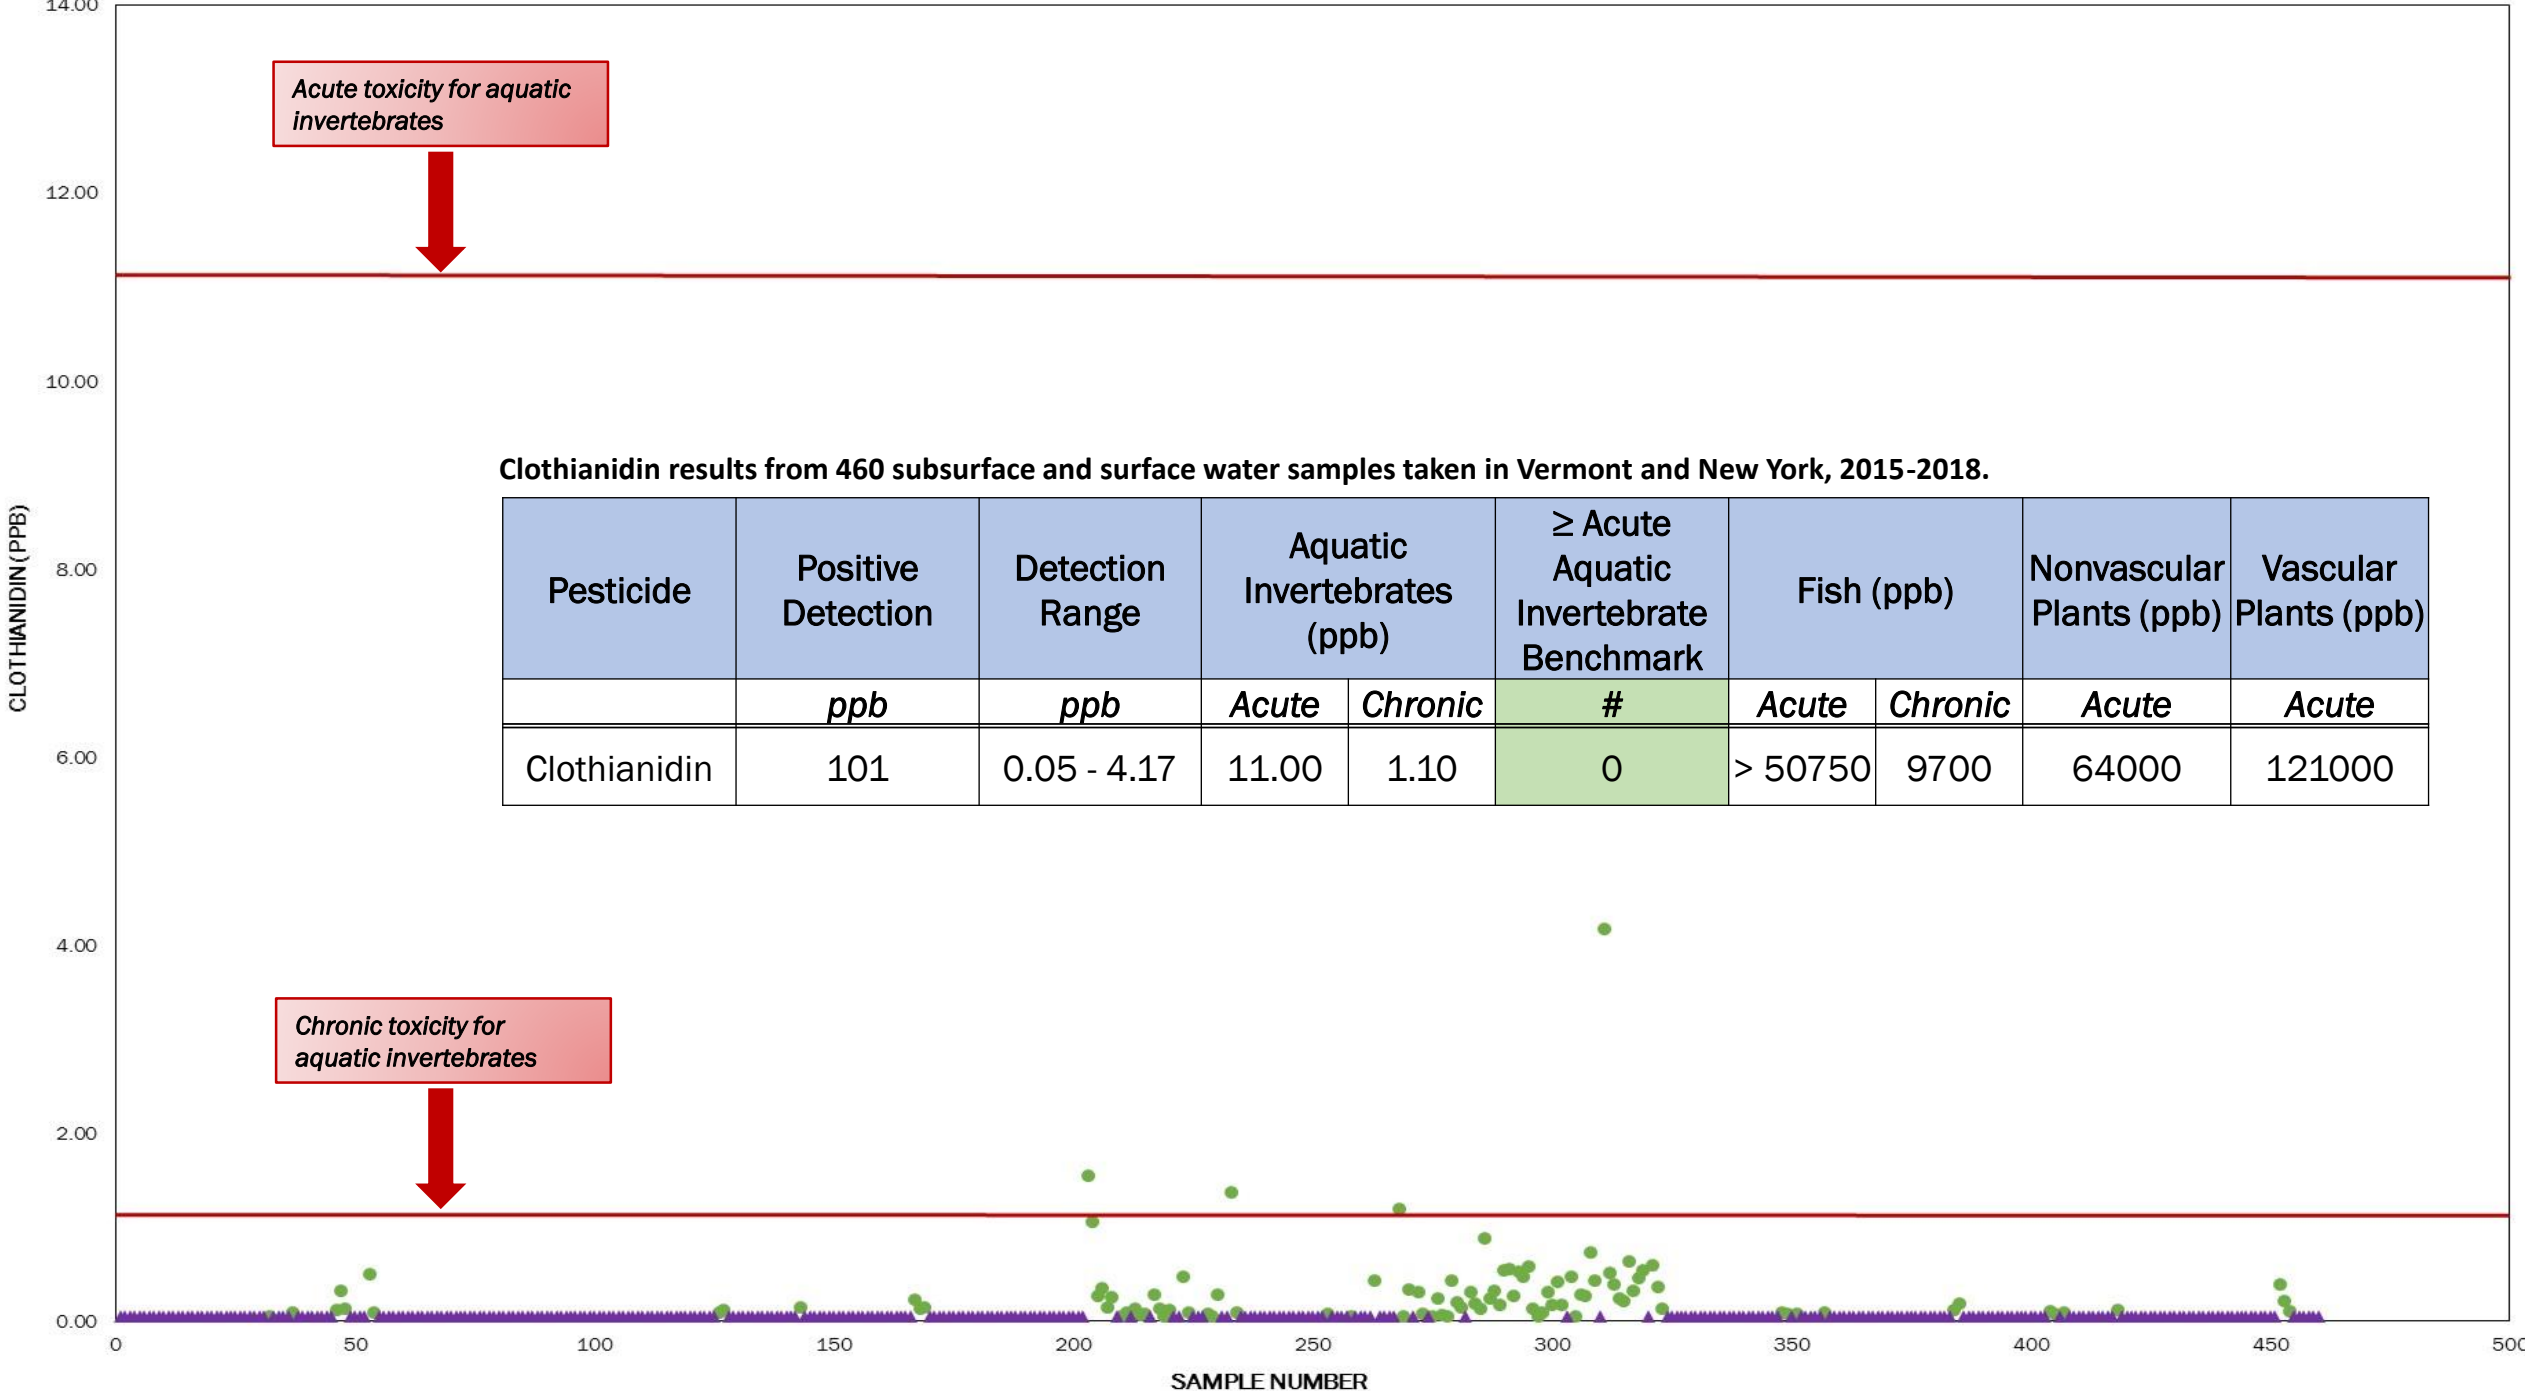 14.00
Acute toxicity for aquatic
invertebrates
12.00
10.00
Clothianidin results from 460 subsurface and surface water samples taken in Vermont and New York, 2015-2018.
Pesticide
Positive
Detection
Detection
Range
Aquatic
Invertebrates
(ppb)
≥ Acute
Aquatic
Invertebrate
Benchmark
Fish (ppb)
Nonvascular
Plants (ppb)
Vascular
Plants (ppb)
ppb ppb Acute Chronic # Acute Chronic Acute Acute
Clothianidin 101 0.05 - 4.17 11.00 1.10 0 > 50750 9700 64000 121000
CLOTHIANIDIN (PPB)
8.00
6.00
4.00
Chronic toxicity for
aquatic invertebrates
2.00
0.00
0 50 100 150 200 250 300 350 400 450 500
SAMPLE NUMBER